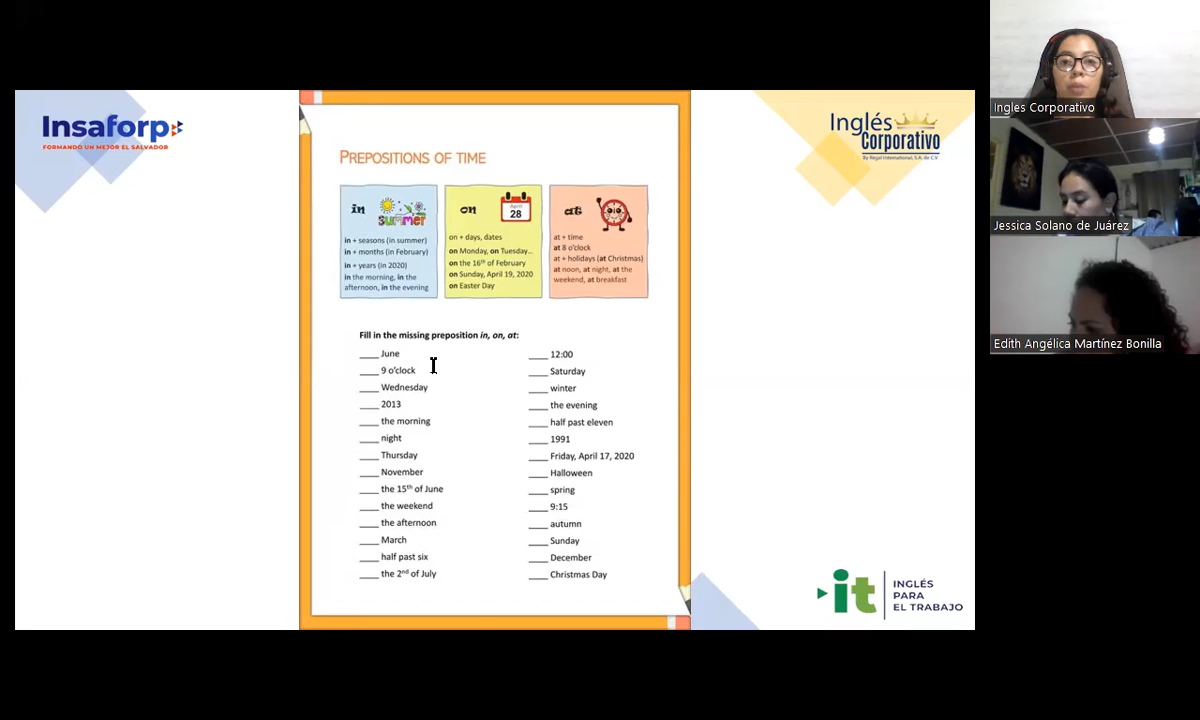 Insaforp
FORMANDO UN MEJOR EL SALVADOR
Inglés
Corporativo
By Regal International, S.A. de C.V.
PREPOSITIONS OF TIME
in
summer
in + seasons (in summer)
in + months (in February)
in + years (in 2020)
in the morning, in the
afternoon, in the evening
on
April
28
on + days, dates
on Monday, on Tuesday...
on the 16th of February
on Sunday, April 19, 2020
on Easter Day
at
at + time
at 8 o'clock
at + holidays (at Christmas)
at noon, at night, at the
weekend, at breakfast
Fill in the missing preposition in, on, at:
____ June
____ 9 o'clock
____ Wednesday
____ 2013
____ the morning
____ night
____ Thursday
____ November
____ the 15th of June
____ the weekend
____ the afternoon
____ March
____ half past six
____ the 2nd of July
____ 12:00
____ Saturday
____ winter
____ the evening
____ half past eleven
____ 1991
____ Friday, April 17, 2020
____ Halloween
____ spring
____ 9:15
____ autumn
____ Sunday
____ December
____ Christmas Day
it
INGLÉS
PARA
EL TRABAJO
Ingles Corporativo
Jessica Solano de Juárez
Edith Angélica Martínez Bonilla